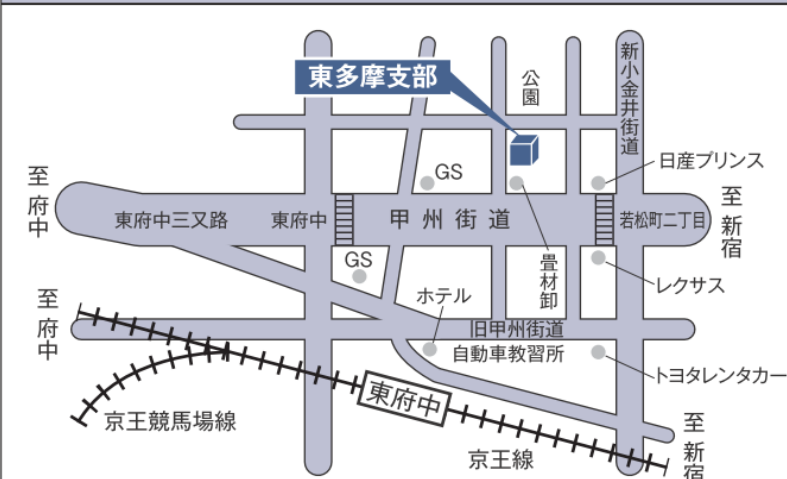 東多摩支部
公園
新小金井街道
日産プリンス
GS
至府中
東府中三又路
東府中
甲州街道
若松町二丁目
至新宿
GS
畳材卸
レクサス
ホテル
至府中
旧甲州街道
自動車教習所
トヨタレンタカー
東府中
京王競馬場線
京王線
至新宿